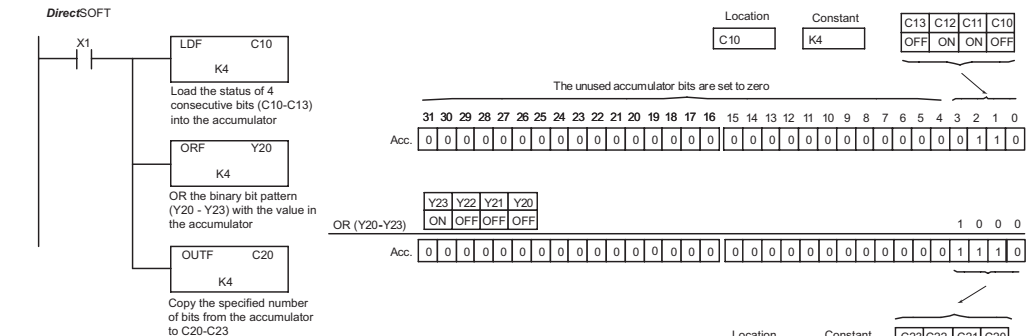 DirectSOFT
X1
LDF C10
K4
Load the status of 4
consecutive bits (C10-C13)
into the accumulator
ORF Y20
K4
OR the binary bit pattern
(Y20 - Y23) with the value in
the accumulator
OUTF C20
K4
Copy the specified number
of bits from the accumulator
to C20-C23
Location Constant
C10 K4
C13 C12 C11 C10
OFF ON ON OFF
The unused accumulator bits are set to zero
31 30 29 28 27 26 25 24 23 22 21 20 19 18 17 16 15 14 13 12 11 10 9 8 7 6 5 4 3 2 1 0
Acc. 0 0 0 0 0 0 0 0 0 0 0 0 0 0 0 0 0 0 0 0 0 0 0 0 0 0 0 0 0 1 1 0
Y23 Y22 Y21 Y20
ON OFF OFF OFF
OR (Y20-Y23) 1 0 0 0
Acc. 0 0 0 0 0 0 0 0 0 0 0 0 0 0 0 0 0 0 0 0 0 0 0 0 0 0 0 0 1 1 1 0
Location Constant C23 C22 C21 C20